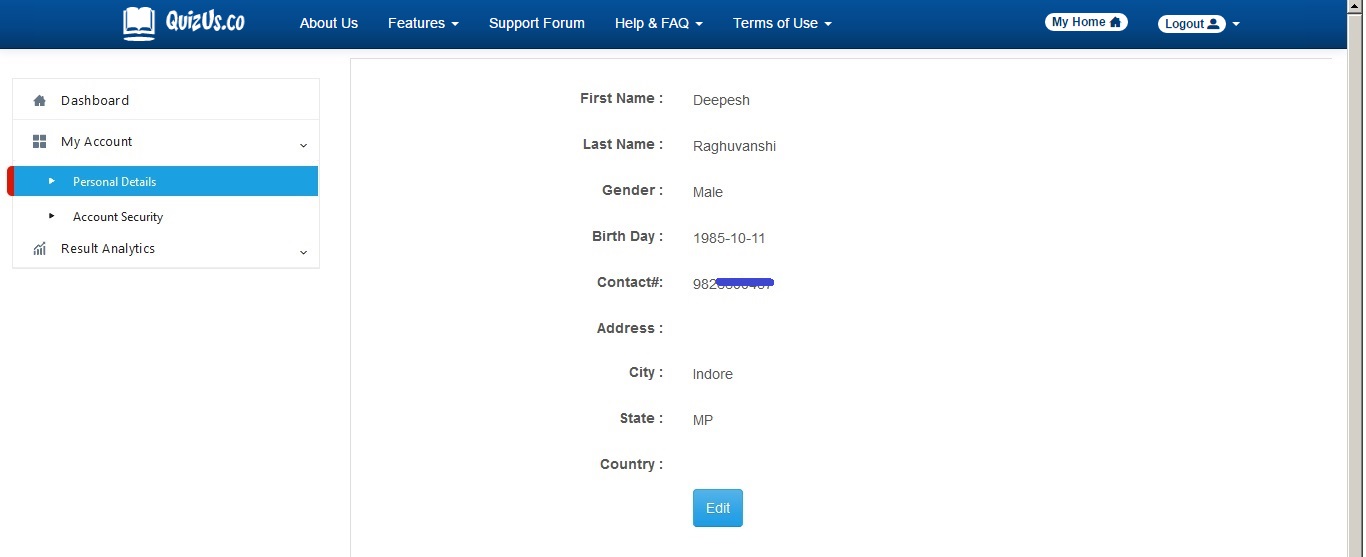 QuizUs.co About Us Features Support Forum Help & FAQ Terms of Use My Home Logout
Dashboard
My Account
Personal Details
Account Security
Result Analytics
First Name : Deepesh
Last Name : Raghuvanshi
Gender : Male
Birth Day : 1985-10-11
Contact#:
Address :
City : Indore
State : MP
Country :
Edit